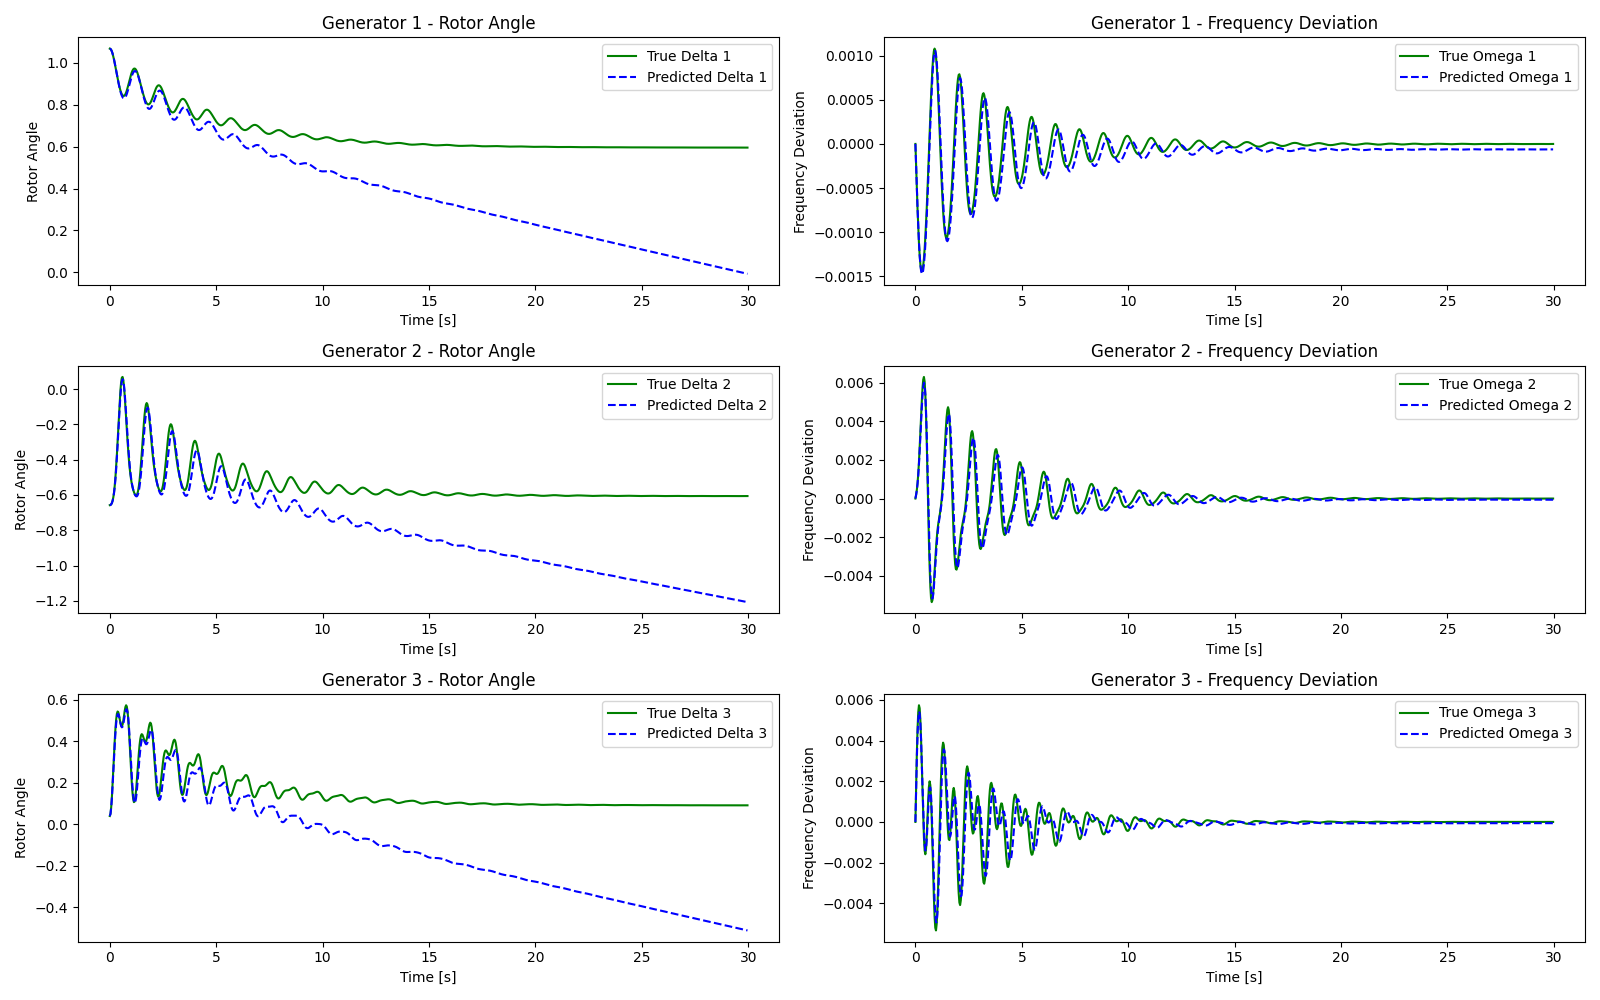 Generator 1 - Rotor Angle
Rotor Angle
1.0
0.8
0.6
0.4
0.2
0.0
True Delta 1
Predicted Delta 1
0 5 10 15 20 25 30
Time [s]
Generator 1 - Frequency Deviation
Frequency Deviation
0.0010
0.0005
0.0000
−0.0005
−0.0010
−0.0015
True Omega 1
Predicted Omega 1
0 5 10 15 20 25 30
Time [s]
Generator 2 - Rotor Angle
Rotor Angle
0.0
−0.2
−0.4
−0.6
−0.8
−1.0
−1.2
True Delta 2
Predicted Delta 2
0 5 10 15 20 25 30
Time [s]
Generator 2 - Frequency Deviation
Frequency Deviation
0.006
0.004
0.002
0.000
−0.002
−0.004
True Omega 2
Predicted Omega 2
0 5 10 15 20 25 30
Time [s]
Generator 3 - Rotor Angle
Rotor Angle
0.6
0.4
0.2
0.0
−0.2
−0.4
True Delta 3
Predicted Delta 3
0 5 10 15 20 25 30
Time [s]
Generator 3 - Frequency Deviation
Frequency Deviation
0.006
0.004
0.002
0.000
−0.002
−0.004
True Omega 3
Predicted Omega 3
0 5 10 15 20 25 30
Time [s]